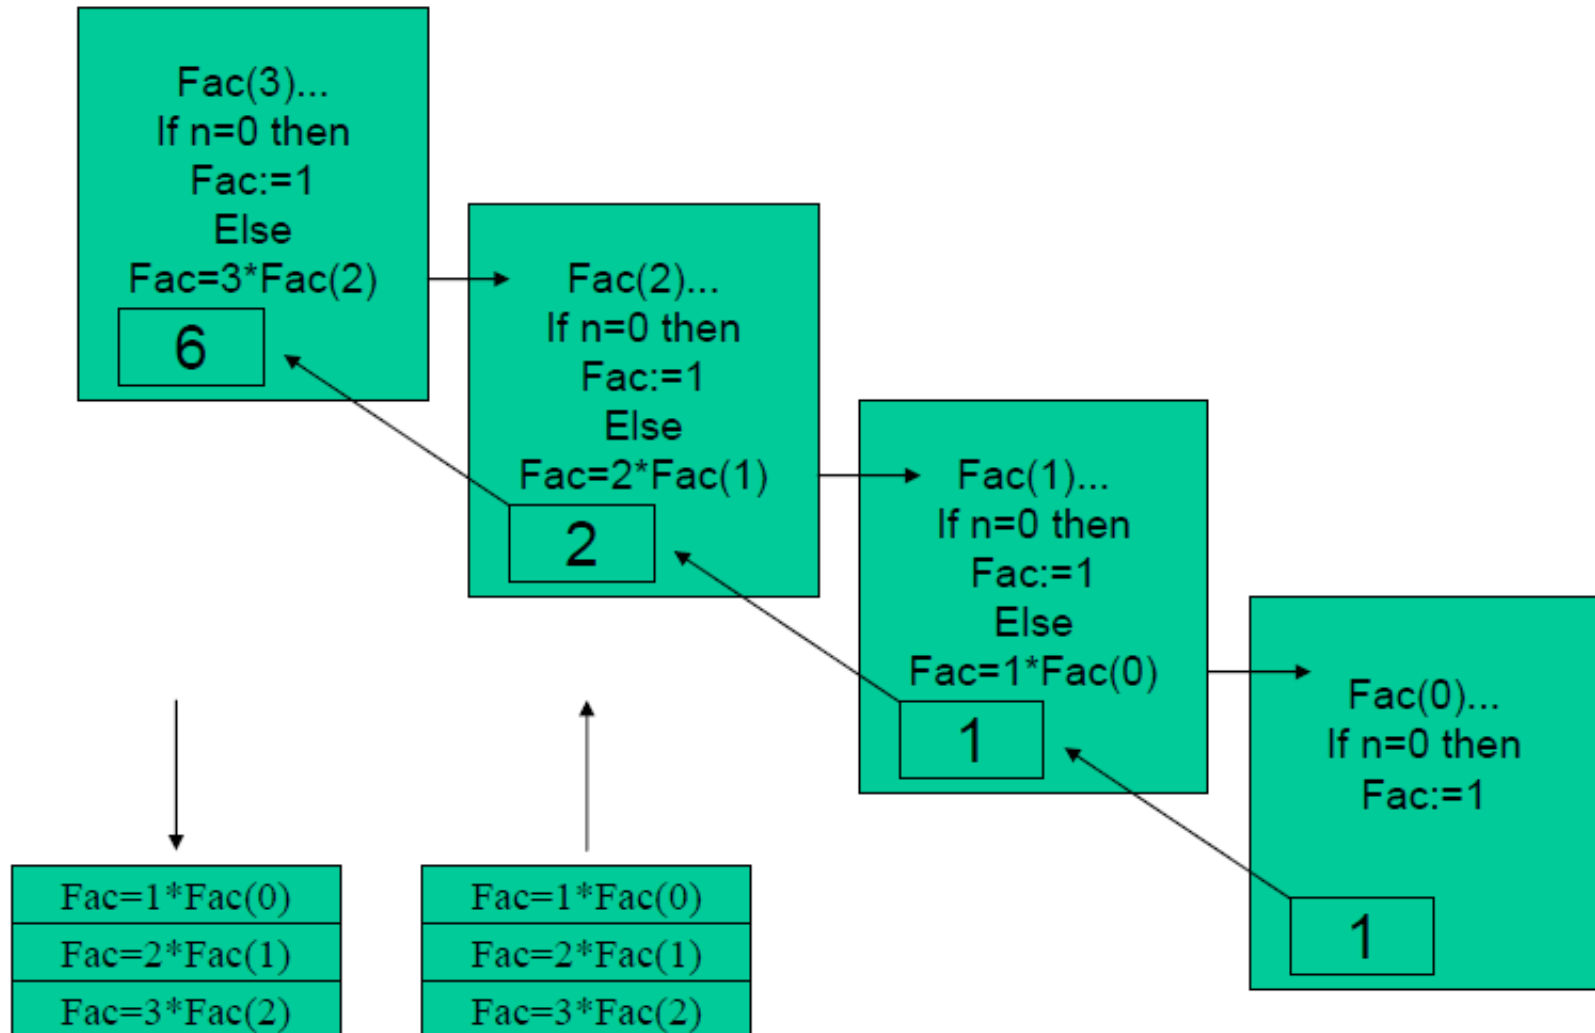 Fac(3)...
If n=0 then
Fac:=1
Else
Fac=3*Fac(2)
6
Fac(2)...
If n=0 then
Fac:=1
Else
Fac=2*Fac(1)
2
Fac(1)...
If n=0 then
Fac:=1
Else
Fac=1*Fac(0)
1
Fac(0)...
If n=0 then
Fac:=1
1
Fac=1*Fac(0)
Fac=2*Fac(1)
Fac=3*Fac(2)
Fac=1*Fac(0)
Fac=2*Fac(1)
Fac=3*Fac(2)